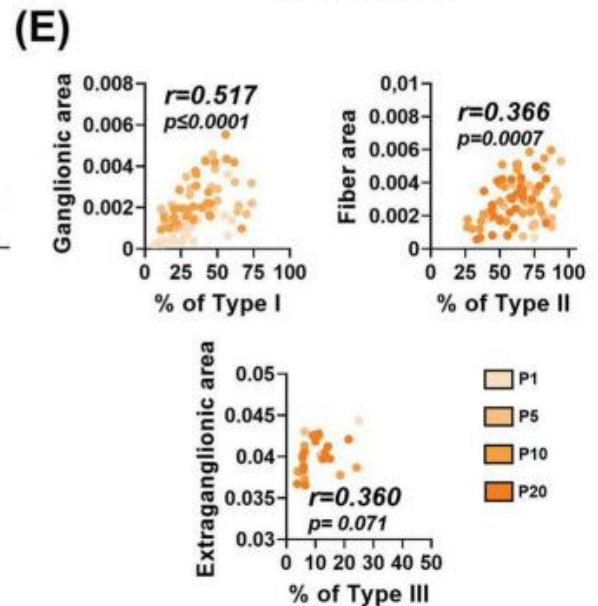 (E)
Ganglionic area
0.008
0.006
0.004
0.002
0
r=0.517
p≤0.0001
0 25 50 75 100
% of Type I
Fiber area
0,01
0.008
0.006
0.004
0.002
0
r=0.366
p=0.0007
0 25 50 75 100
% of Type II
Extraganglionic area
0.05
0.045
0.04
0.035
0.03
r=0.360
p= 0.071
0 10 20 30 40 50
% of Type III
P1
P5
P10
P20